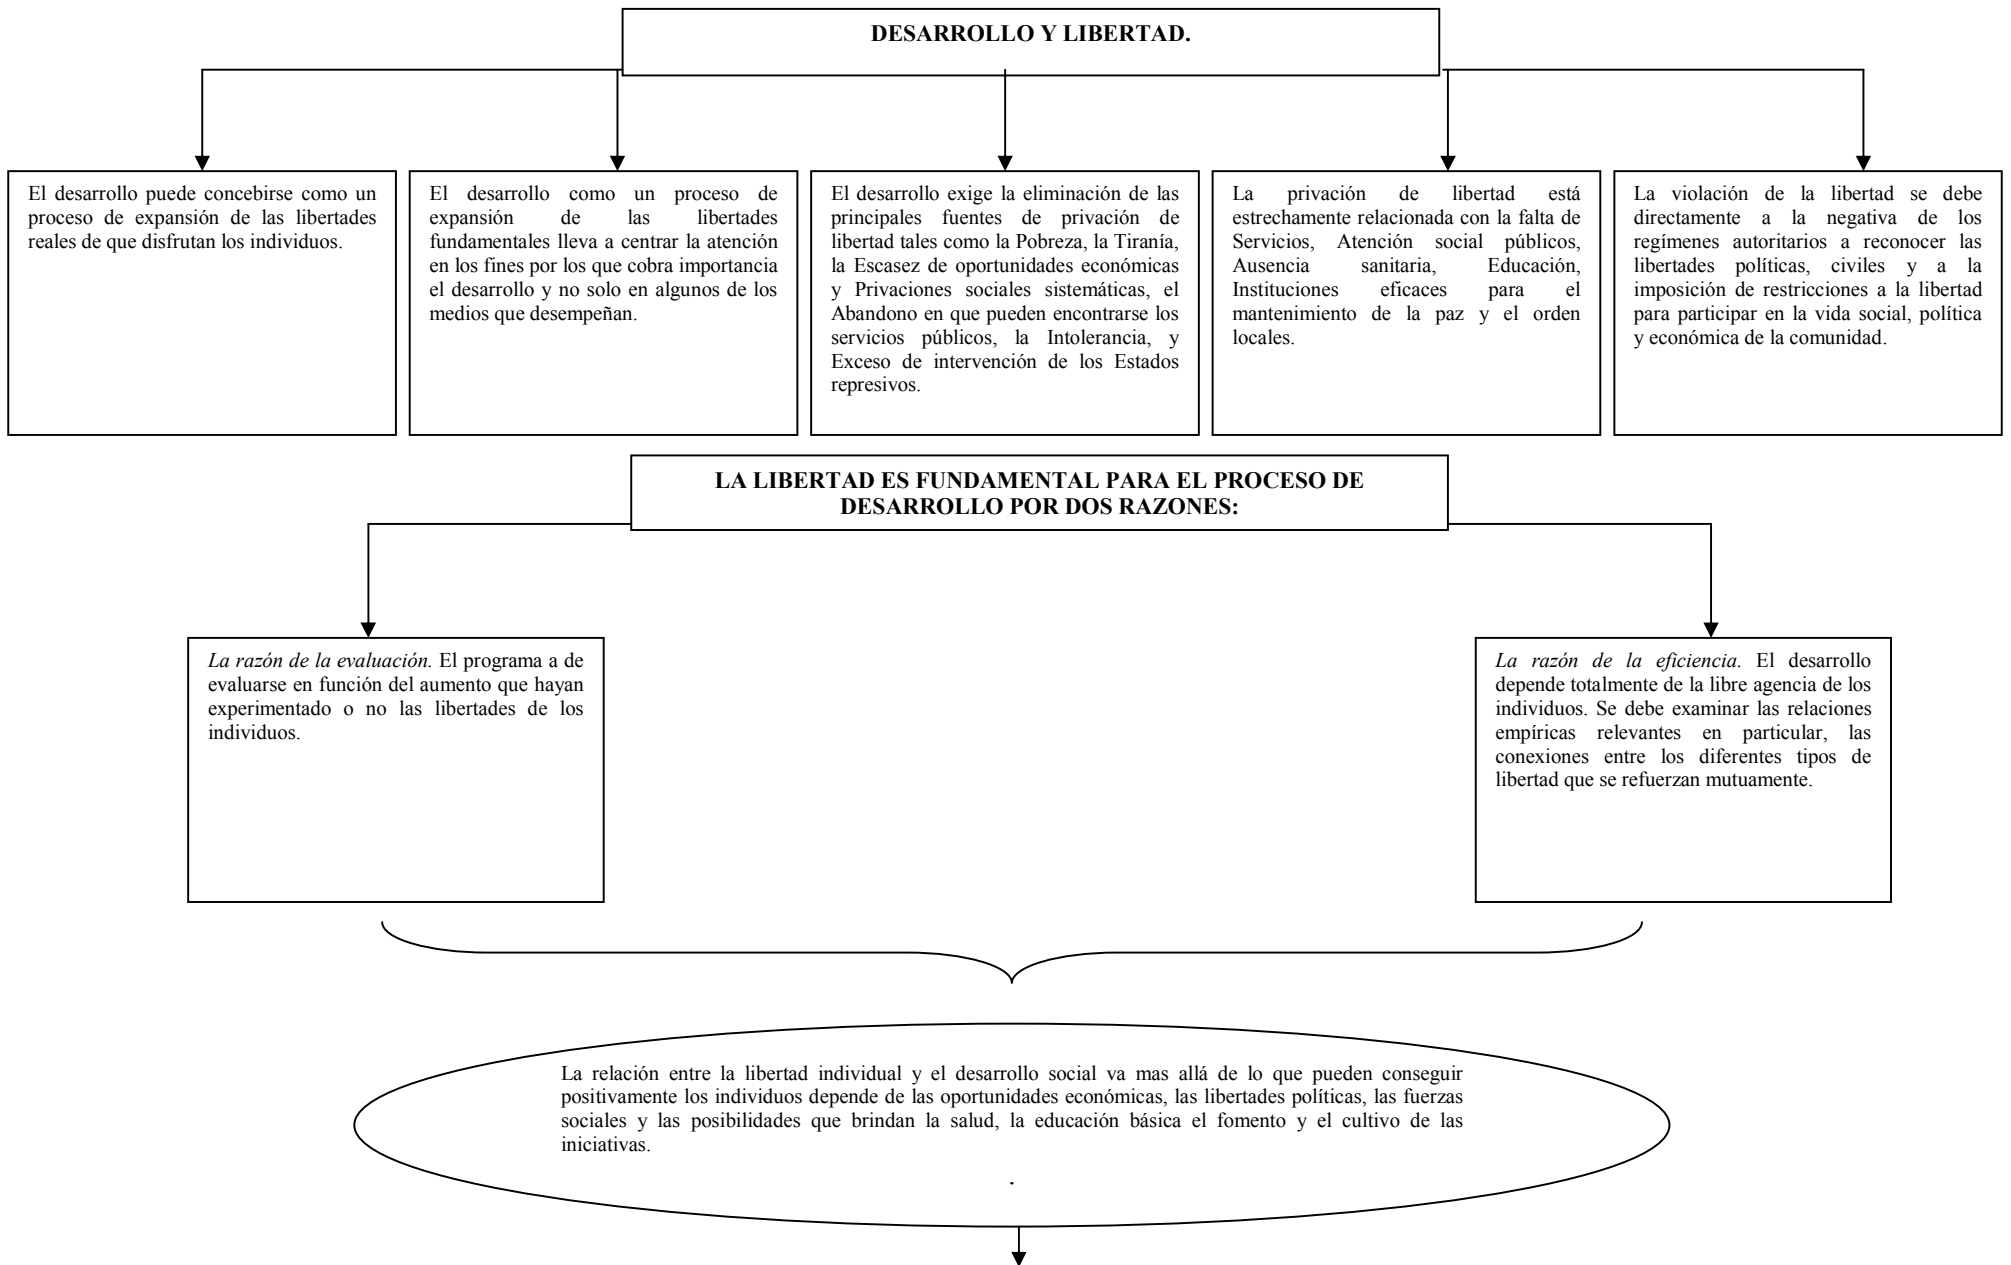 DESARROLLO Y LIBERTAD.
El desarrollo puede concebirse como un
proceso de expansión de las libertades
reales de que disfrutan los individuos.
El desarrollo como un proceso de
expansión de las libertades
fundamentales lleva a centrar la atención
en los fines por los que cobra importancia
el desarrollo y no solo en algunos de los
medios que desempeñan.
El desarrollo exige la eliminación de las
principales fuentes de privación de
libertad tales como la Pobreza, la Tiranía,
la Escasez de oportunidades económicas
y Privaciones sociales sistemáticas, el
Abandono en que pueden encontrarse los
servicios públicos, la Intolerancia, y
Exceso de intervención de los Estados
represivos.
La privación de libertad está
estrechamente relacionada con la falta de
Servicios, Atención social públicos,
Ausencia sanitaria, Educación,
Instituciones eficaces para el
mantenimiento de la paz y el orden
locales.
La violación de la libertad se debe
directamente a la negativa de los
regímenes autoritarios a reconocer las
libertades políticas, civiles y a la
imposición de restricciones a la libertad
para participar en la vida social, política
y económica de la comunidad.
LA LIBERTAD ES FUNDAMENTAL PARA EL PROCESO DE
DESARROLLO POR DOS RAZONES:
La razón de la evaluación. El programa a de
evaluarse en función del aumento que hayan
experimentado o no las libertades de los
individuos.
La razón de la eficiencia. El desarrollo
depende totalmente de la libre agencia de los
individuos. Se debe examinar las relaciones
empíricas relevantes en particular, las
conexiones entre los diferentes tipos de
libertad que se refuerzan mutuamente.
La relación entre la libertad individual y el desarrollo social va mas allá de lo que pueden conseguir
positivamente los individuos depende de las oportunidades económicas, las libertades políticas, las fuerzas
sociales y las posibilidades que brindan la salud, la educación básica el fomento y el cultivo de las
iniciativas.
.